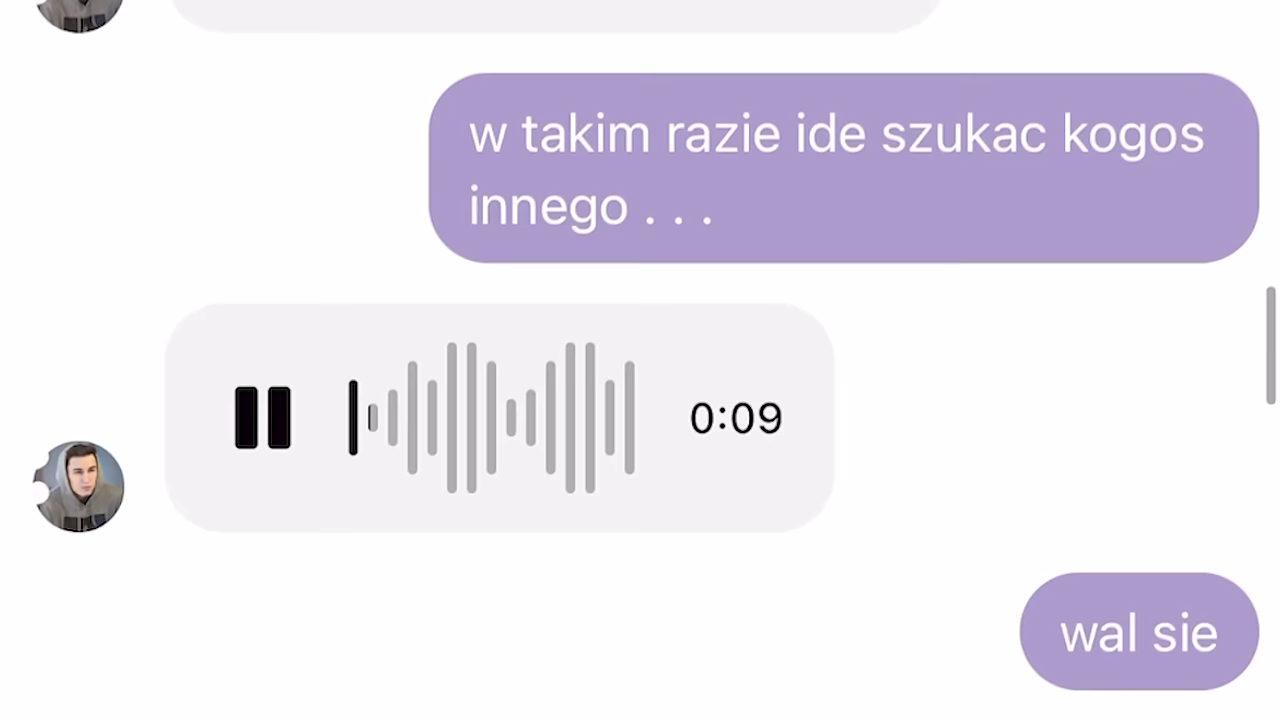 w takim razie ide szukac kogos
innego . . .
0:09
wal sie